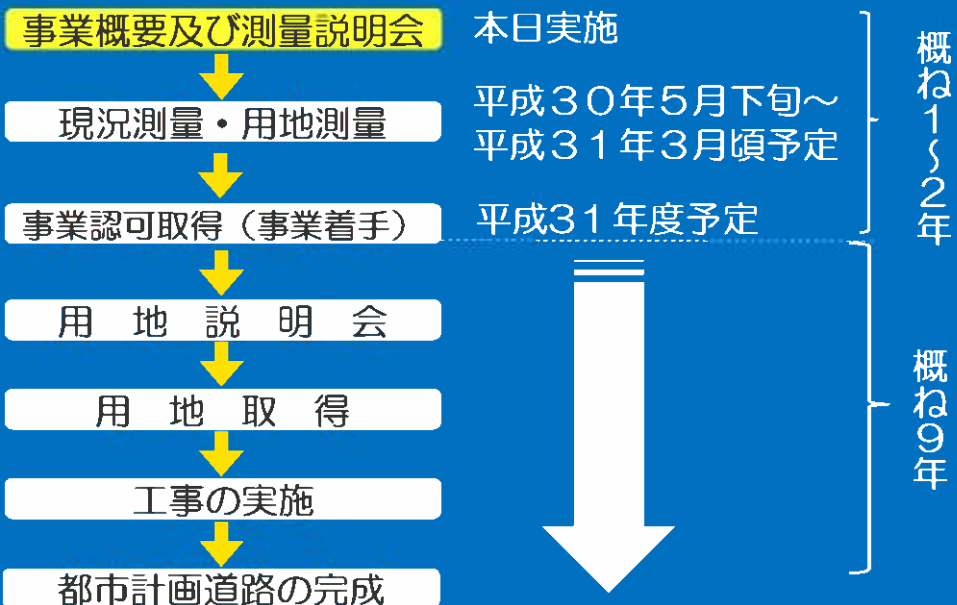 事業概要及び測量説明会
本日実施
現況測量・用地測量
平成３０年５月下旬～
平成３１年３月頃予定
事業認可取得（事業着手）
平成31年度予定
概ね１～２年
用地説明会
用地取得
工事の実施
都市計画道路の完成
概ね９年